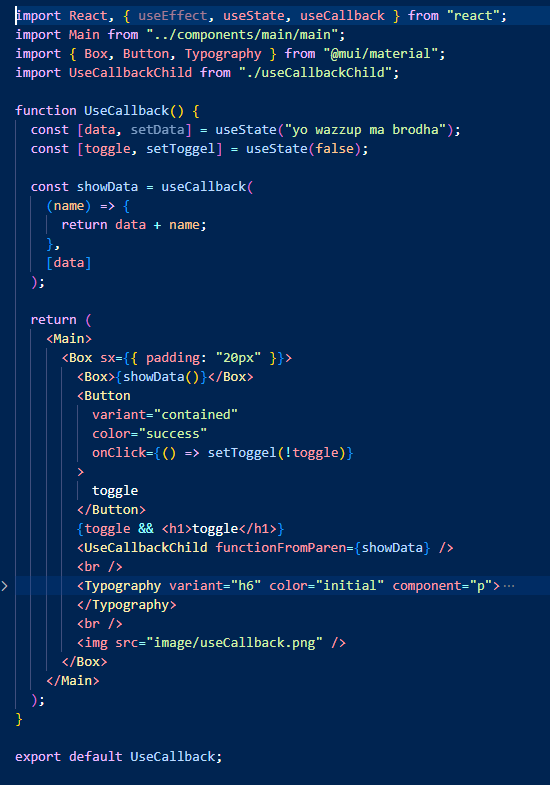 import React, { useEffect, useState, useCallback } from "react";
import Main from "../components/main/main";
import { Box, Button, Typography } from "@mui/material";
import UseCallbackChild from "./useCallbackChild";

function UseCallback() {
  const [data, setData] = useState("yo wazzup ma brodha");
  const [toggle, setToggel] = useState(false);

  const showData = useCallback(
    (name) => {
      return data + name;
    },
    [data]
  );

  return (
    <Main>
      <Box sx={{ padding: "20px" }}>
        <Box>{showData()}</Box>
        <Button
          variant="contained"
          color="success"
          onClick={() => setToggel(!toggle)}
        >
          toggle
        </Button>
        {toggle && <h1>toggle</h1>}
        <UseCallbackChild functionFromParen={showData} />
        <br />
        <Typography variant="h6" color="initial" component="p">⋯
        </Typography>
        <br />
        <img src="image/useCallback.png" />
      </Box>
    </Main>
  );
}

export default UseCallback;